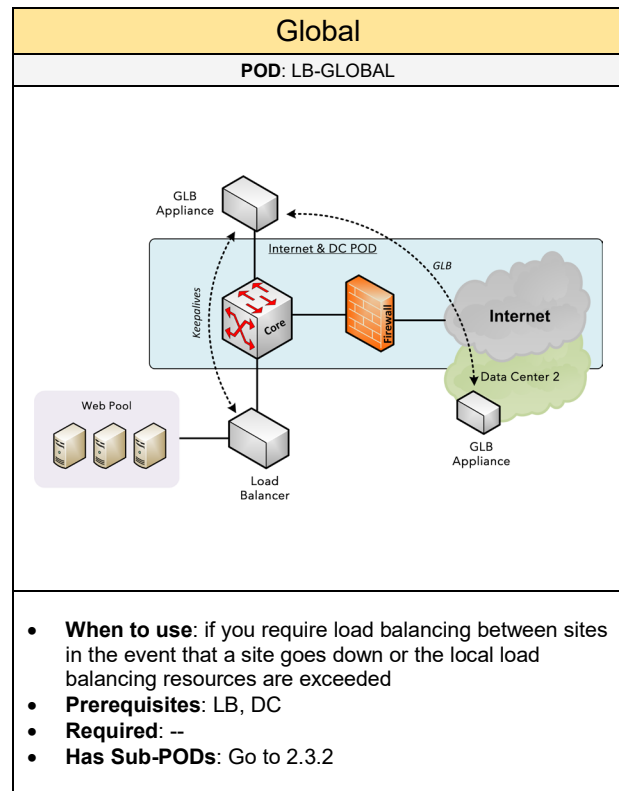 Global
POD: LB-GLOBAL
GLB
Appliance
Internet & DC POD
GLB
Keepalives
Core
Firewall
Internet
Data Center 2
Web Pool
GLB
Appliance
Load
Balancer
• When to use: if you require load balancing between sites
in the event that a site goes down or the local load
balancing resources are exceeded
• Prerequisites: LB, DC
• Required: --
• Has Sub-PODs: Go to 2.3.2